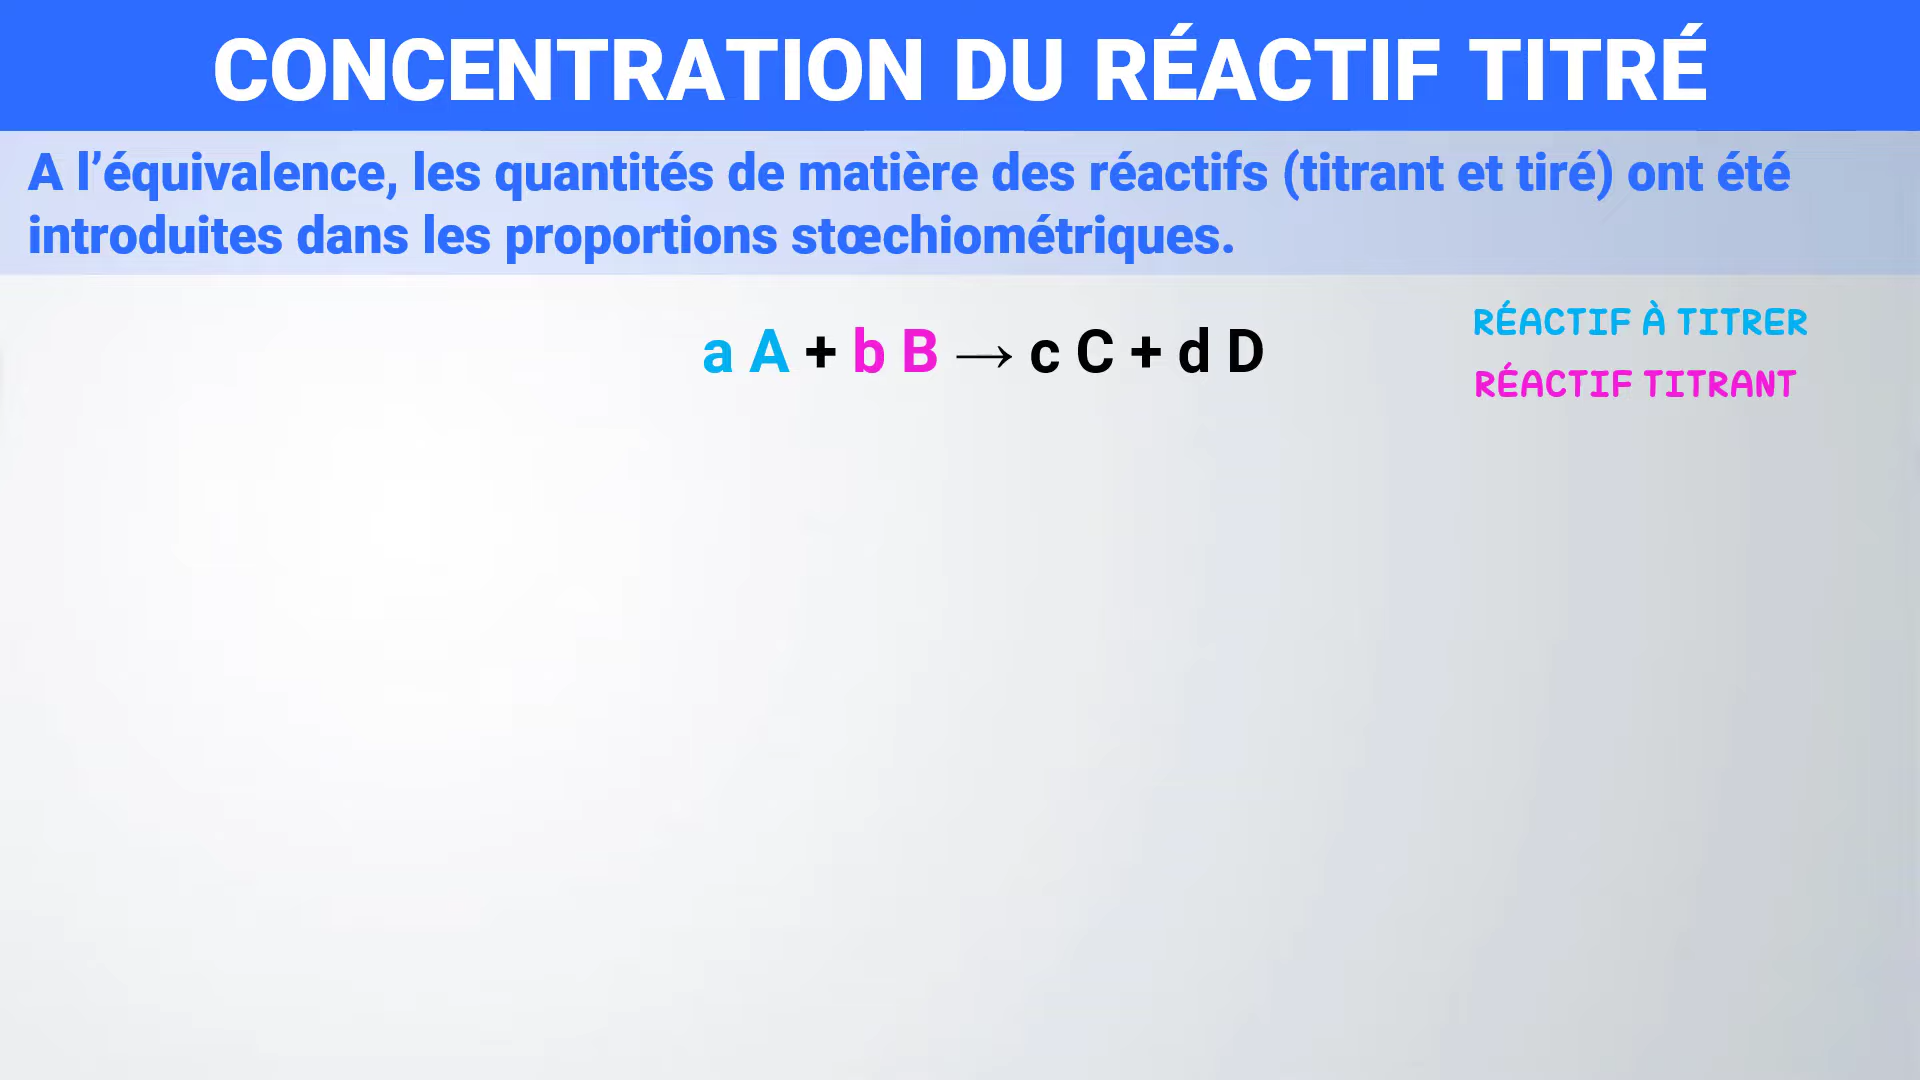 CONCENTRATION DU RÉACTIF TITRÉ
A l’équivalence, les quantités de matière des réactifs (titrant et tiré) ont été
introduites dans les proportions stœchiométriques.
a A + b B → c C + d D
RÉACTIF À TITRER
RÉACTIF TITRANT